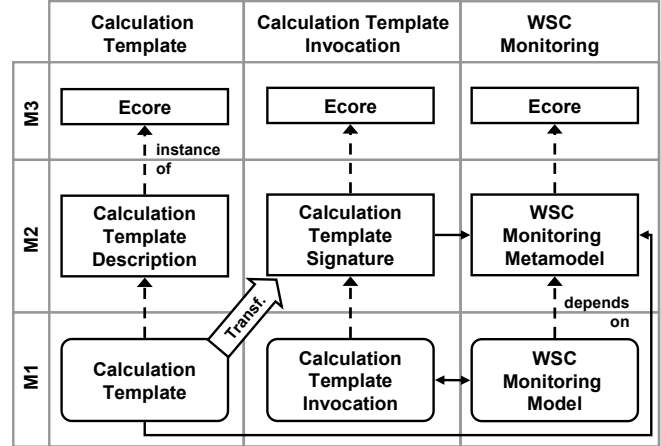 Calculation
Template
Calculation Template
Invocation
WSC
Monitoring
M3
Ecore
Ecore
Ecore
instance
of
M2
Calculation
Template
Description
Calculation
Template
Signature
WSC
Monitoring
Metamodel
Transf.
depends
on
M1
Calculation
Template
Calculation
Template
Invocation
WSC
Monitoring
Model